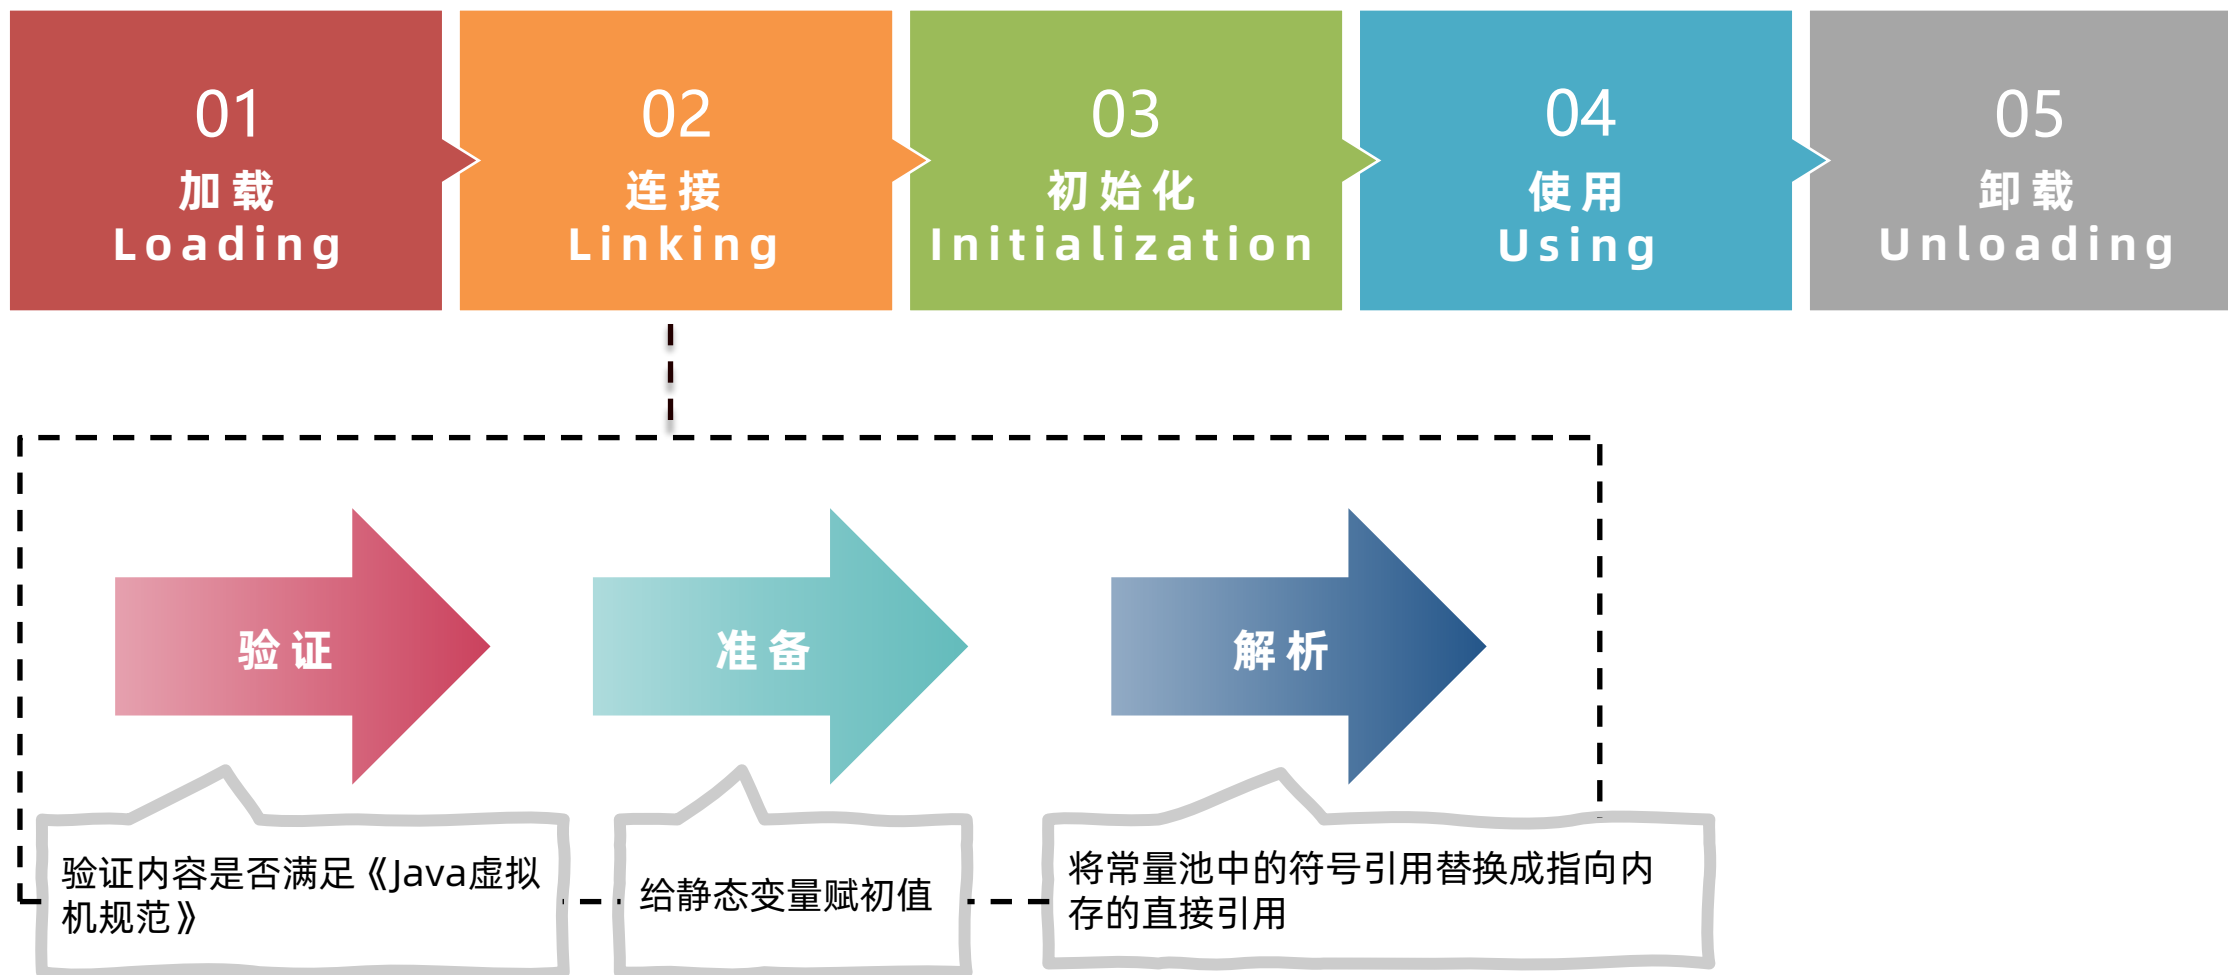 01
加载
Loading
02
连接
Linking
03
初始化
Initialization
04
使用
Using
05
卸载
Unloading
验证
准备
解析
验证内容是否满足《Java虚拟
机规范》
给静态变量赋初值
将常量池中的符号引用替换成指向内
存的直接引用